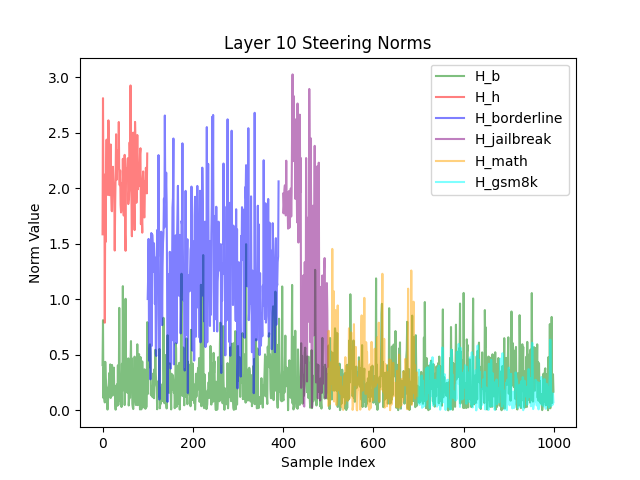 Layer 10 Steering Norms
H_b
H_h
H_borderline
H_jailbreak
H_math
H_gsm8k
Norm Value
3.0
2.5
2.0
1.5
1.0
0.5
0.0
0 200 400 600 800 1000
Sample Index